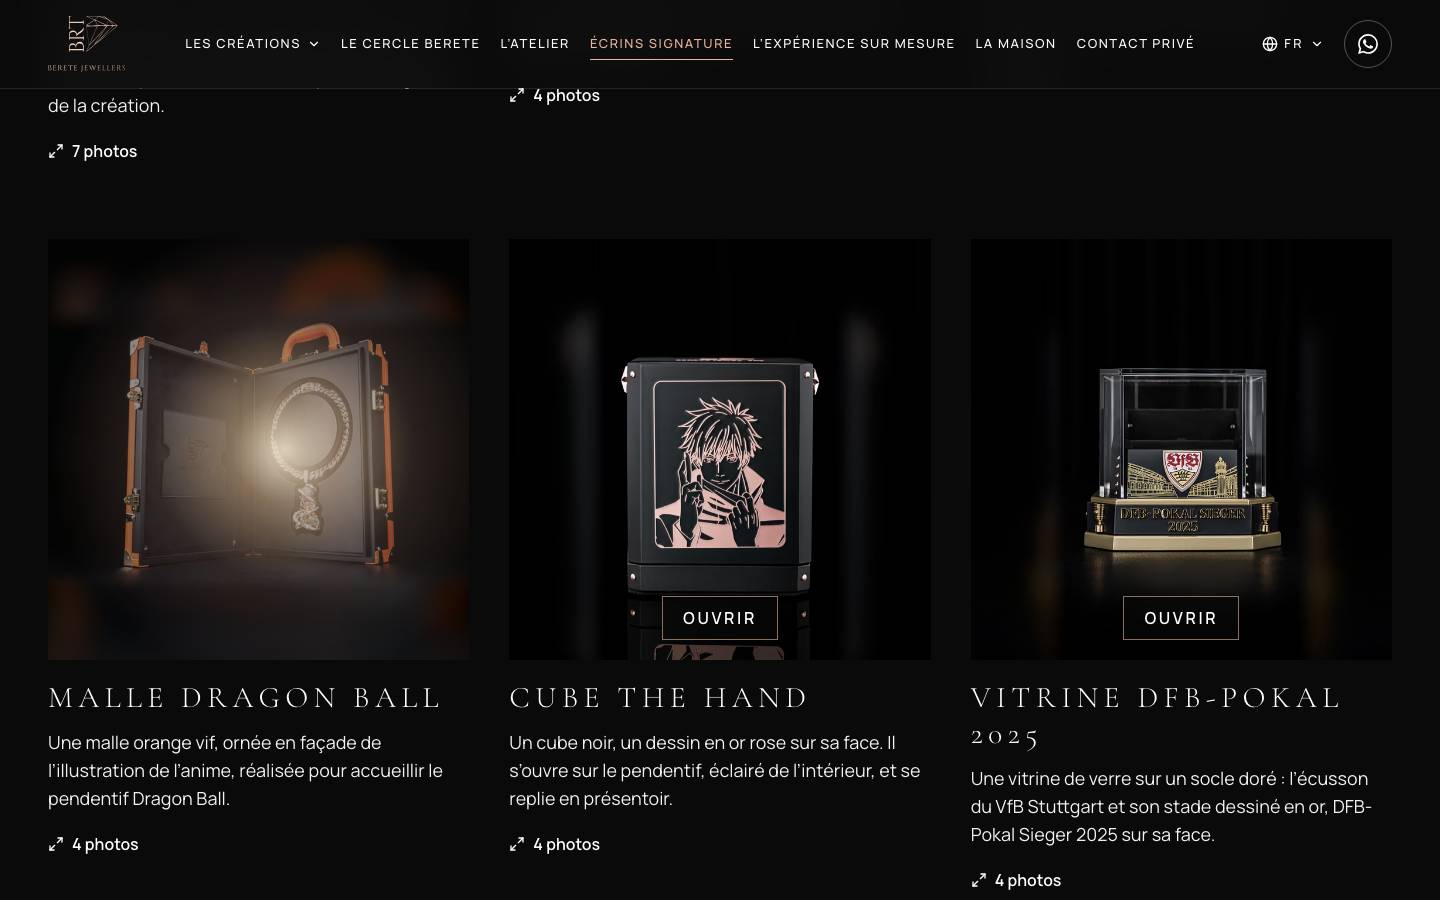 BRT
BERETE JEWELLERS
LES CRÉATIONS
LE CERCLE BERETE
L'ATELIER
ÉCRINS SIGNATURE
L'EXPÉRIENCE SUR MESURE
LA MAISON
CONTACT PRIVÉ
FR
de la création.
7 photos
4 photos
VfB
DFB-POKAL SIEGER
2025
OUVRIR
OUVRIR
MALLE DRAGON BALL
Une malle orange vif, ornée en façade de
l’illustration de l’anime, réalisée pour accueillir le
pendentif Dragon Ball.
4 photos
CUBE THE HAND
Un cube noir, un dessin en or rose sur sa face. Il
s’ouvre sur le pendentif, éclairé de l’intérieur, et se
replie en présentoir.
4 photos
VITRINE DFB-POKAL
2025
Une vitrine de verre sur un socle doré : l’écusson
du VfB Stuttgart et son stade dessiné en or, DFB-
Pokal Sieger 2025 sur sa face.
4 photos